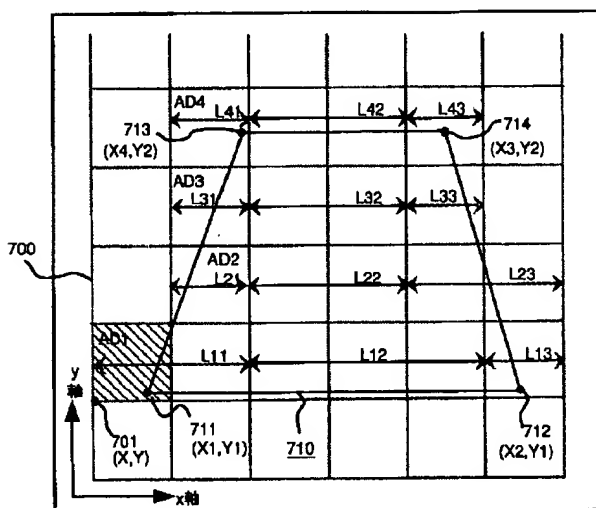 AD4 L41 L42 L43
713
(X4,Y2)
714
(X3,Y2)
AD3
L31 L32 L33
700
AD2
L21 L22 L23
AD1
L11 L12 L13
y
軸
701
(X,Y)
711
(X1,Y1)
710
712
(X2,Y1)
x軸